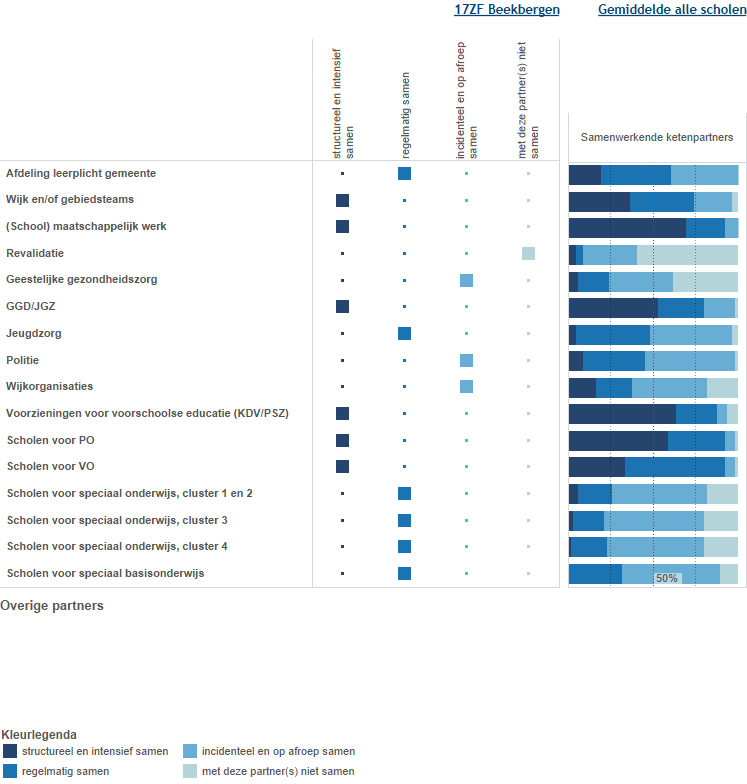 17ZF Beekbergen
Gemiddelde alle scholen
structureel en intensief
samen
regelmatig samen
incidenteel en op afroep
samen
met deze partner(s) niet
samen
Samenwerkende ketenpartners
Afdeling leerplicht gemeente
Wijk en/of gebiedsteams
(School) maatschappelijk werk
Revalidatie
Geestelijke gezondheidszorg
GGD/JGZ
Jeugdzorg
Politie
Wijkorganisaties
Voorzieningen voor voorschoolse educatie (KDV/PSZ)
Scholen voor PO
Scholen voor VO
Scholen voor speciaal onderwijs, cluster 1 en 2
Scholen voor speciaal onderwijs, cluster 3
Scholen voor speciaal onderwijs, cluster 4
Scholen voor speciaal basisonderwijs
50%
Overige partners
Kleurlegenda
structureel en intensief samen
incidenteel en op afroep samen
regelmatig samen
met deze partner(s) niet samen